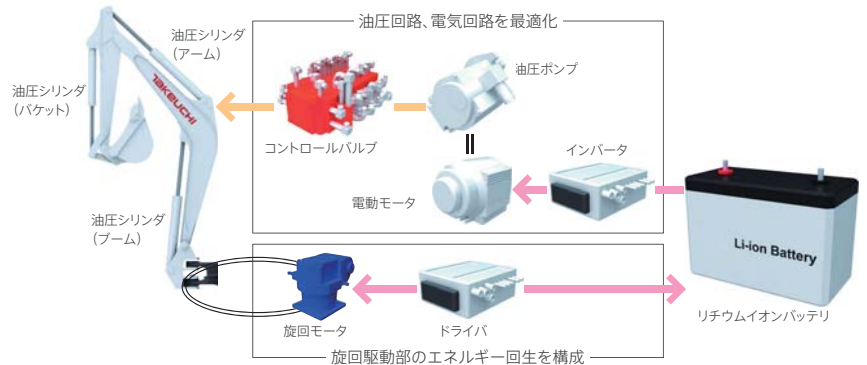 油圧回路、電気回路を最適化
油圧シリンダ
（アーム）
油圧ポンプ
油圧シリンダ
（バケット）
TAKEUCHI
コントロールバルブ
インバータ
電動モータ
油圧シリンダ
（ブーム）
Li-ion Battery
リチウムイオンバッテリ
旋回モータ
ドライバ
旋回駆動部のエネルギー回生を構成